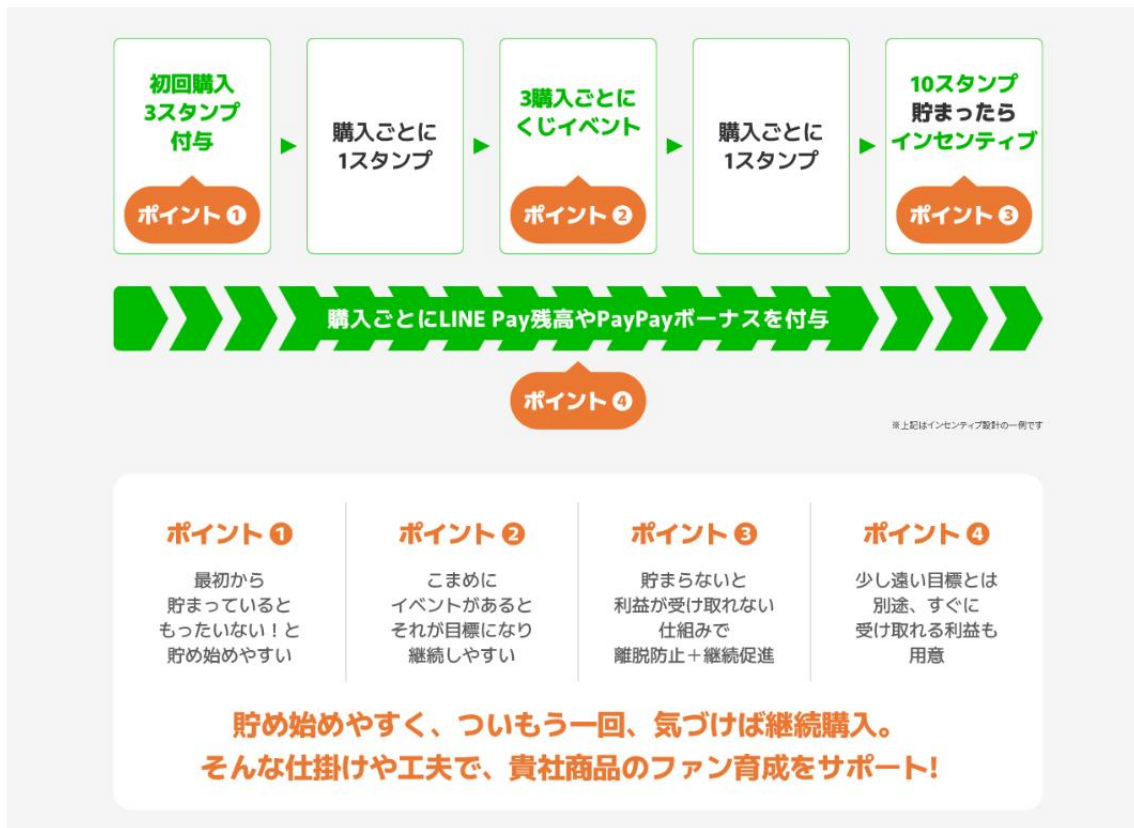 初回購入
3スタンプ
付与
ポイント❶
購入ごとに
1スタンプ
3購入ごとに
くじイベント
ポイント❷
購入ごとに
1スタンプ
10スタンプ
貯まったら
インセンティブ
ポイント❸
購入ごとにLINE Pay残高やPayPayボーナスを付与
ポイント❹
※上記はインセンティブ設計の一例です
ポイント❶
最初から
貯まっていると
もったいない！と
貯め始めやすい
ポイント❷
こまめに
イベントがあると
それが目標になり
継続しやすい
ポイント❸
貯まらないと
利益が受け取れない
仕組みで
離脱防止＋継続促進
ポイント❹
少し遠い目標とは
別途、すぐに
受け取れる利益も
用意
貯め始めやすく、ついもう一回、気づけば継続購入。
そんな仕掛けや工夫で、貴社商品のファン育成をサポート!